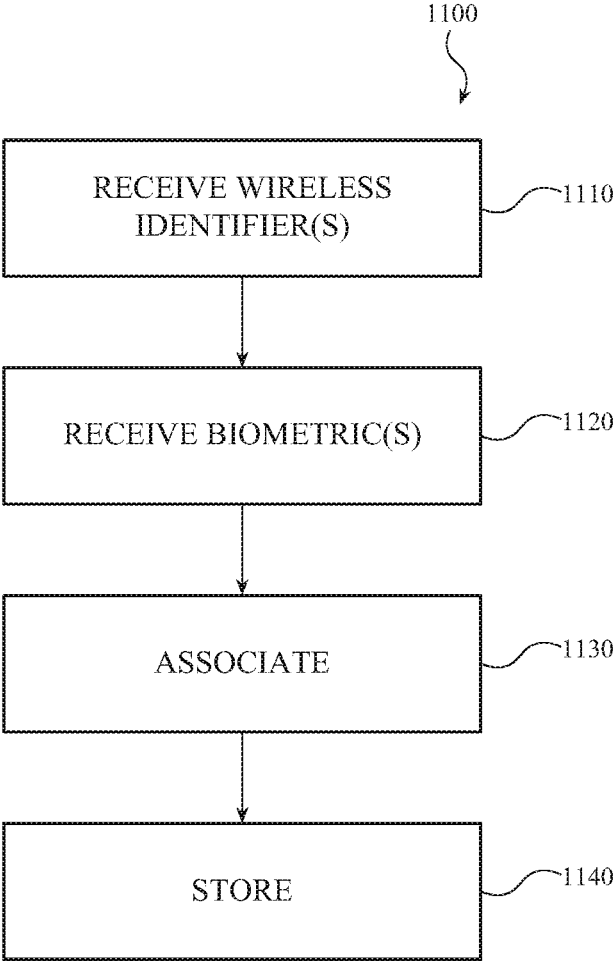 1100
RECEIVE WIRELESS
IDENTIFIER(S)
1110
RECEIVE BIOMETRIC(S)
1120
ASSOCIATE
1130
STORE
1140